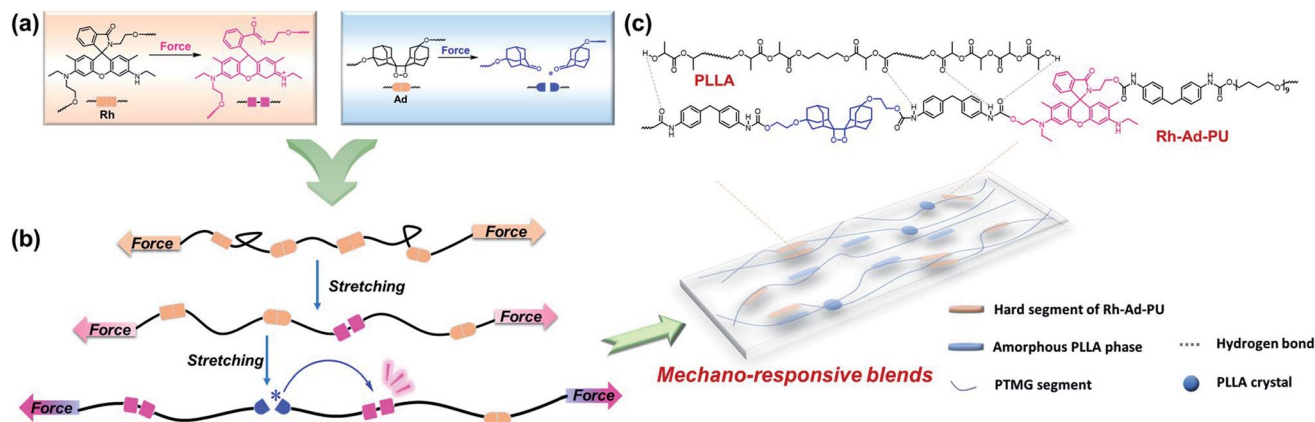 (a)
Force
Rh
Force
Ad
*
(b)
Force
Force
Stretching
Force
Force
Stretching
Force
*
Force
(c)
PLLA
Rh-Ad-PU
Hard segment of Rh-Ad-PU
Amorphous PLLA phase
Hydrogen bond
PTMG segment
PLLA crystal
Mechano-responsive blends